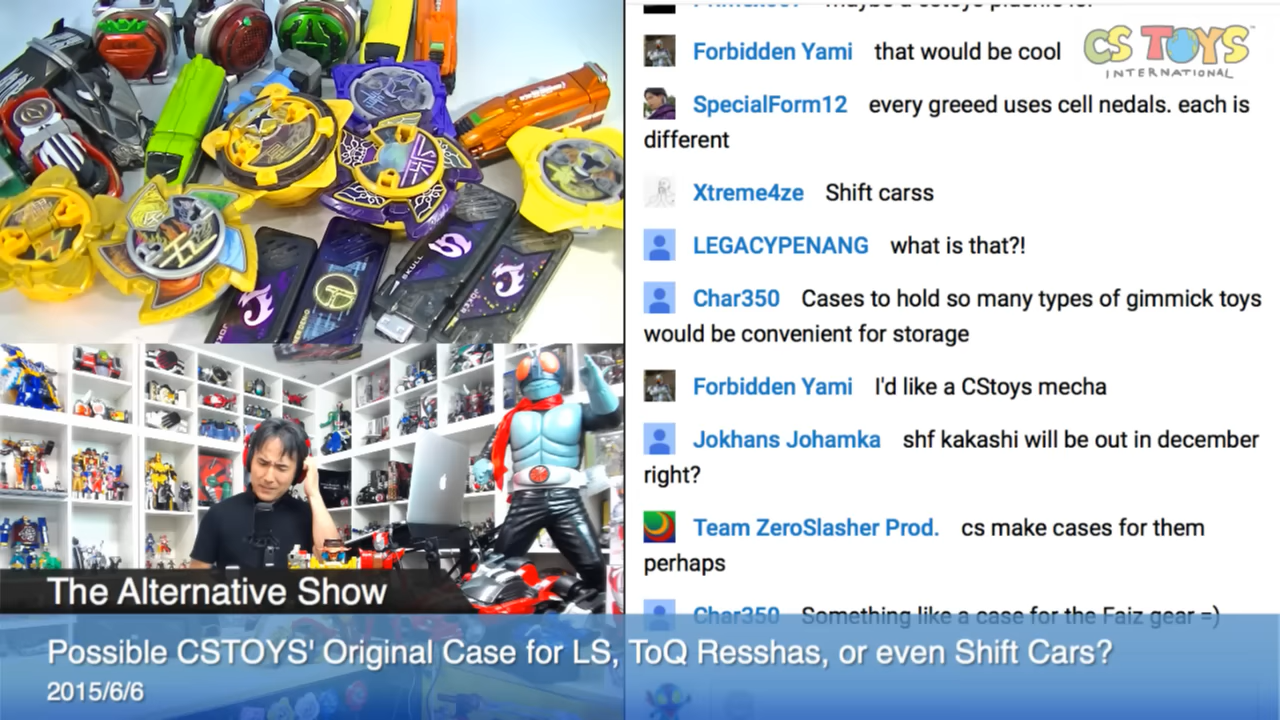 Forbidden Yami that would be cool
CS TOYS
INTERNATIONAL
SpecialForm12 every greeed uses cell nedals. each is
different
Xtreme4ze Shift carss
LEGACYPENANG what is that?!
Char350 Cases to hold so many types of gimmick toys
would be convenient for storage
Forbidden Yami I'd like a CStoys mecha
Jokhans Johamka shf kakashi will be out in december
right?
Team ZeroSlasher Prod. cs make cases for them
perhaps
Char350 Something like a case for the Faiz gear =)
SKULL
The Alternative Show
Possible CSTOYS' Original Case for LS, ToQ Resshas, or even Shift Cars?
2015/6/6